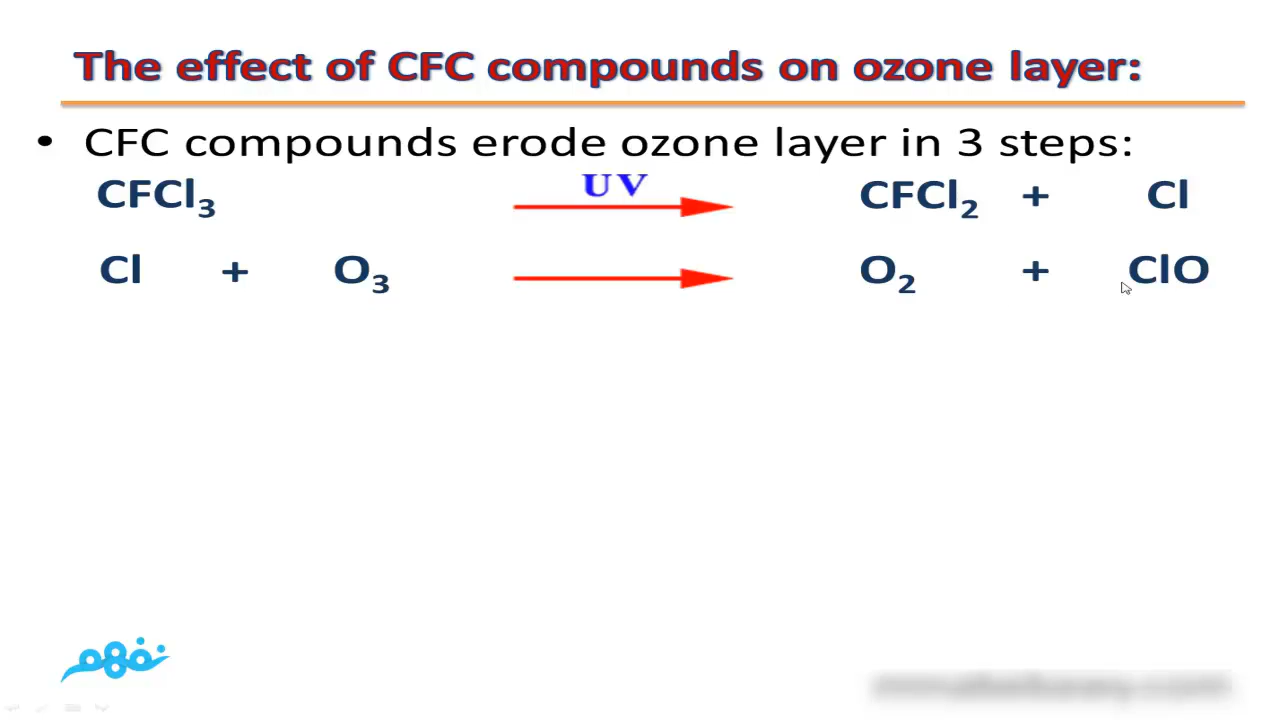 The effect of CFC compounds on ozone layer:
• CFC compounds erode ozone layer in 3 steps:
UV
CFCl₃ CFCl₂ + Cl
Cl + O₃ O₂ + ClO
نفهم